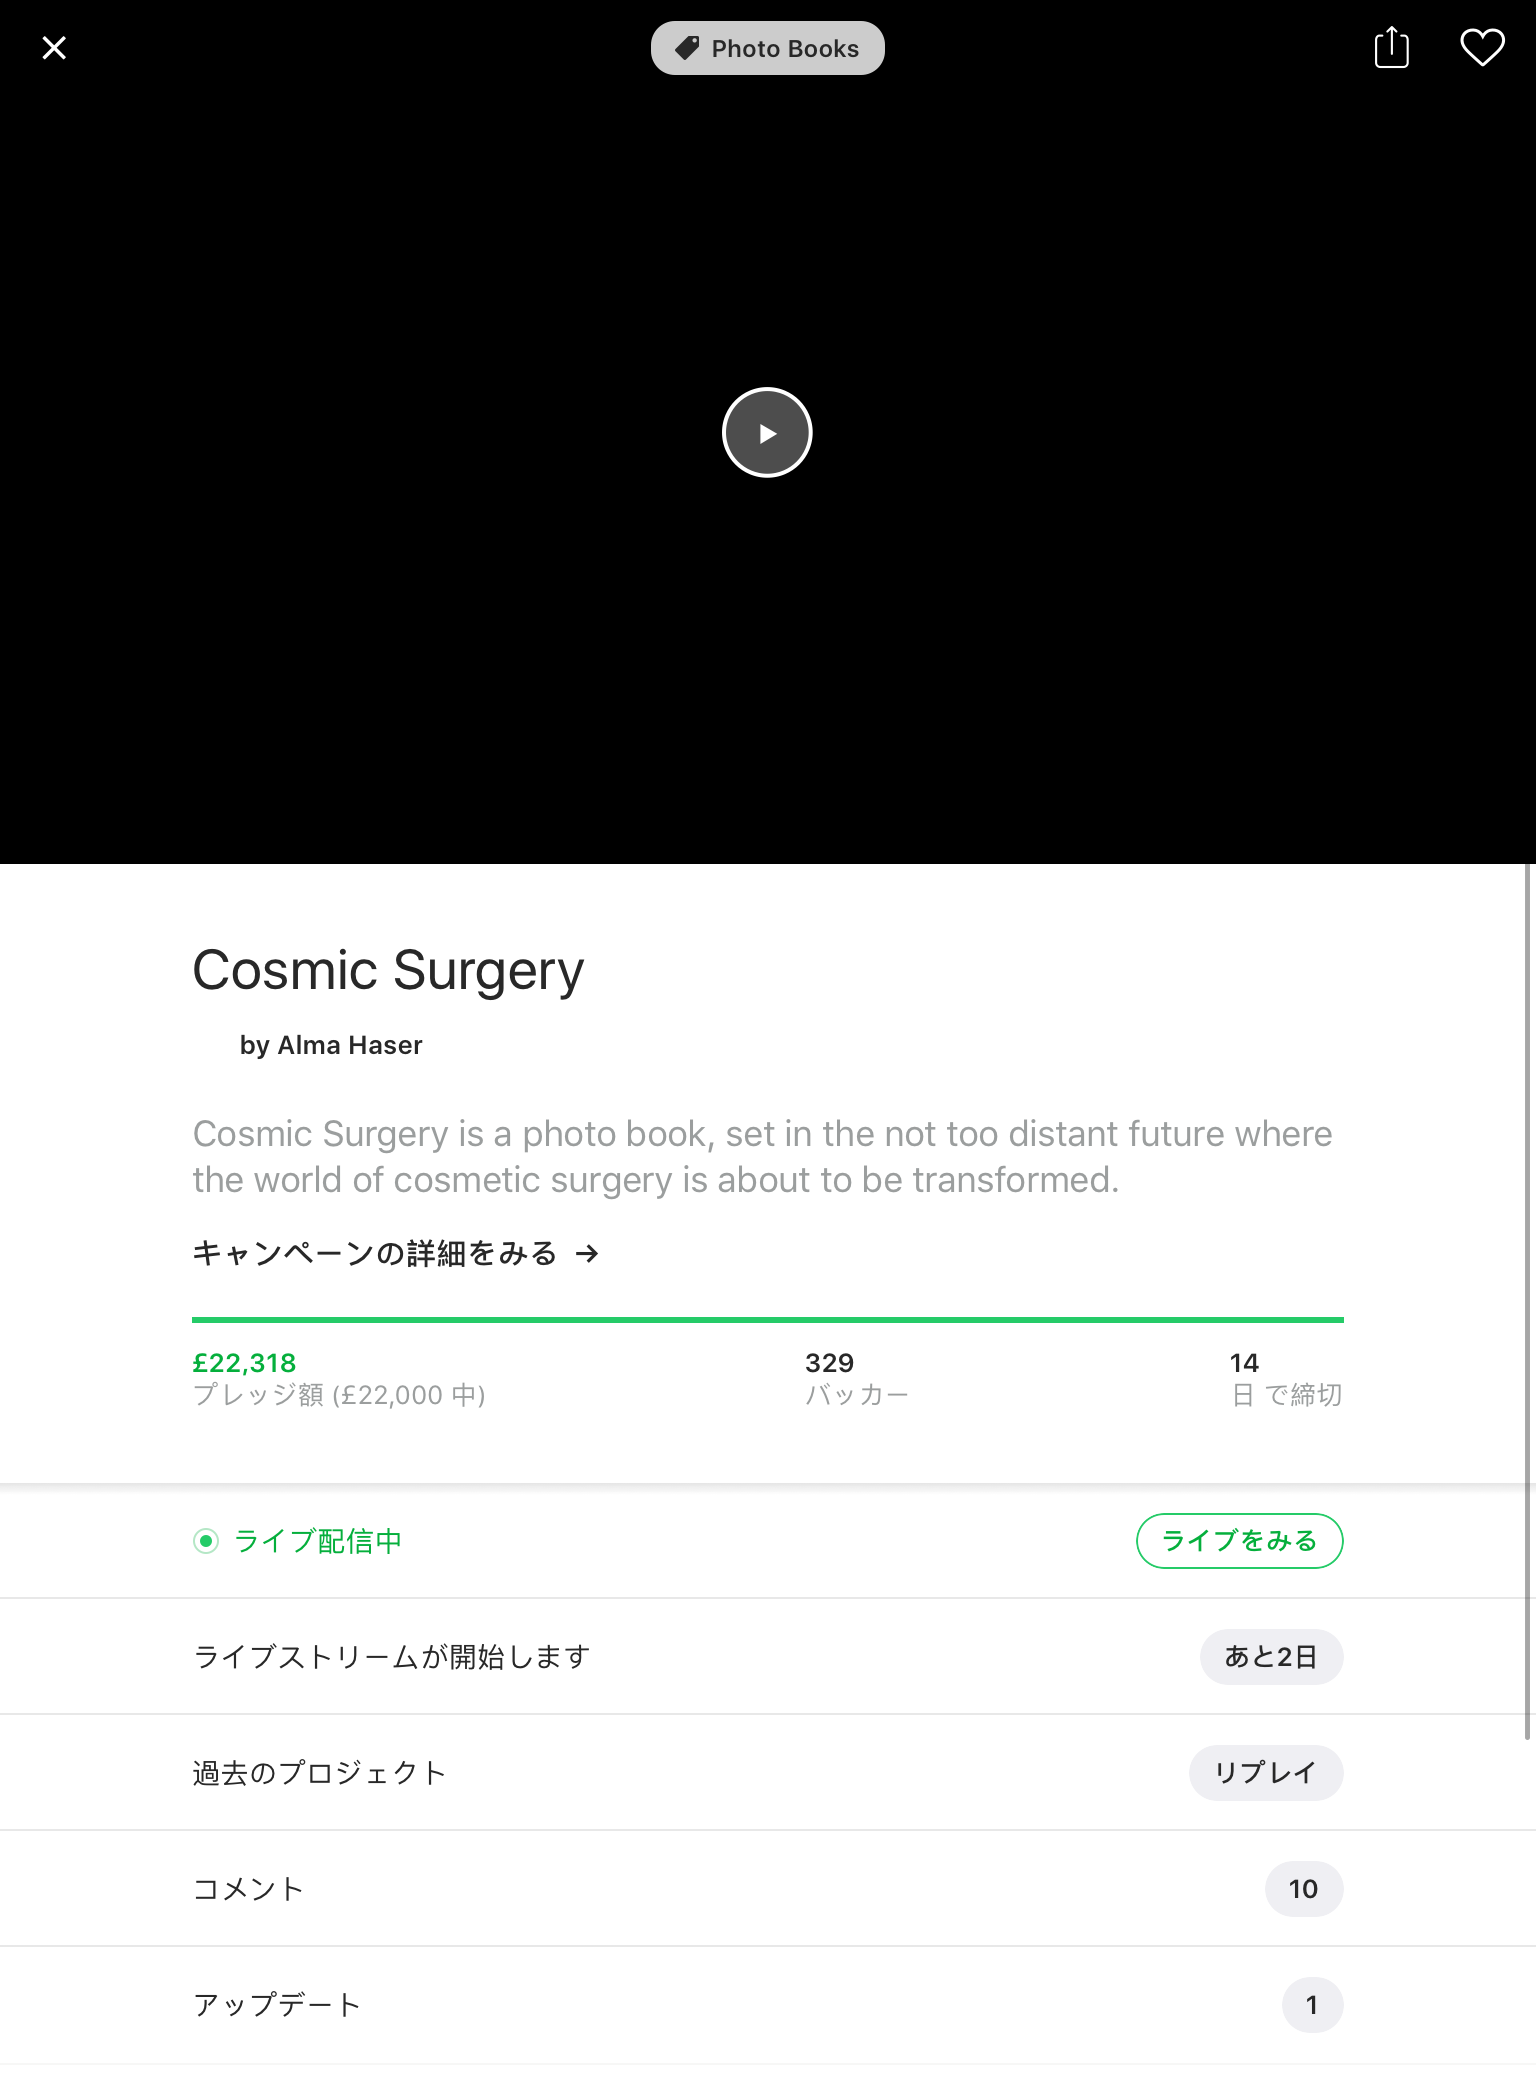 Photo Books
Cosmic Surgery
by Alma Haser
Cosmic Surgery is a photo book, set in the not too distant future where
the world of cosmetic surgery is about to be transformed.
キャンペーンの詳細をみる →
£22,318
プレッジ額 (£22,000 中)
329
バッカー
14
日 で締切
ライブ配信中
ライブをみる
ライブストリームが開始します
あと2日
過去のプロジェクト
リプレイ
コメント
10
アップデート
1